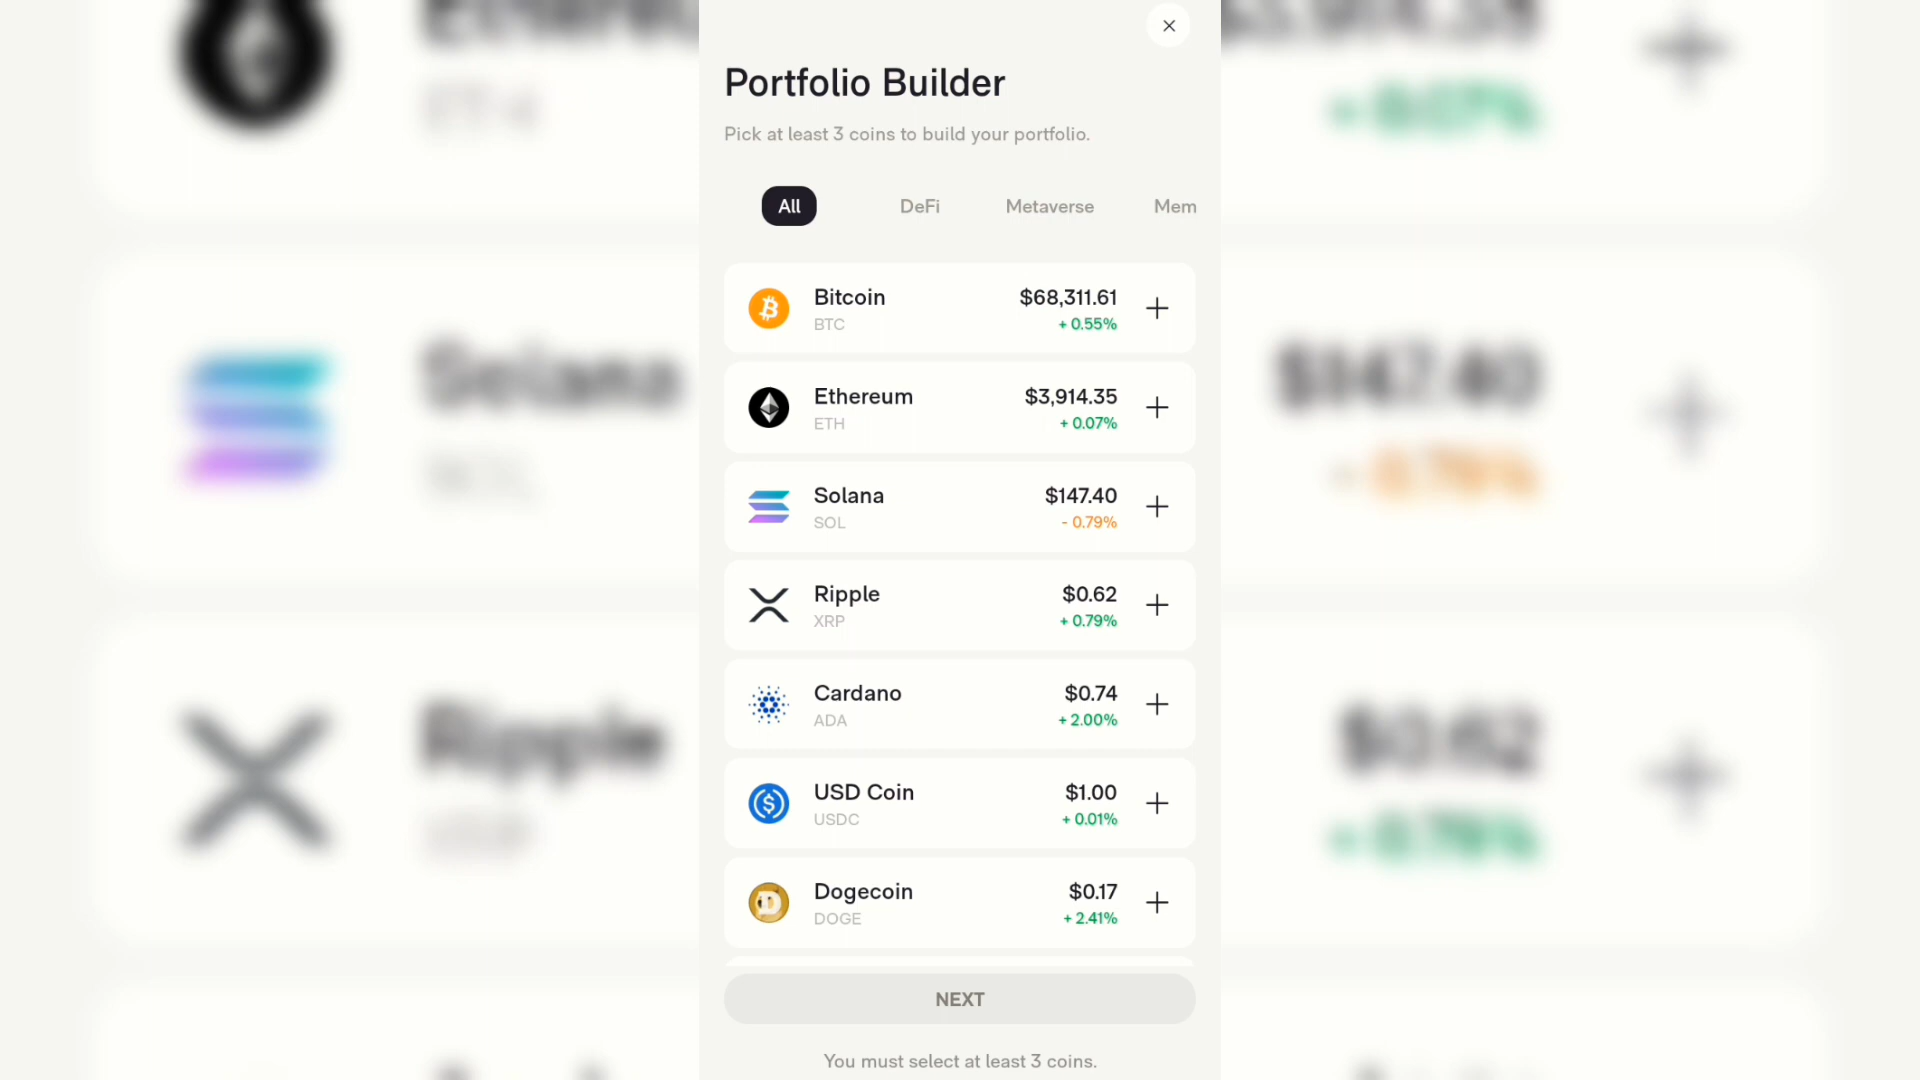 Portfolio Builder
Pick at least 3 coins to build your portfolio.
All DeFi Metaverse Mem
Bitcoin $68,311.61
BTC + 0.55%
Ethereum $3,914.35
ETH + 0.07%
Solana $147.40
SOL - 0.79%
Ripple $0.62
XRP + 0.79%
Cardano $0.74
ADA + 2.00%
USD Coin $1.00
USDC + 0.01%
Dogecoin $0.17
DOGE + 2.41%
NEXT
You must select at least 3 coins.